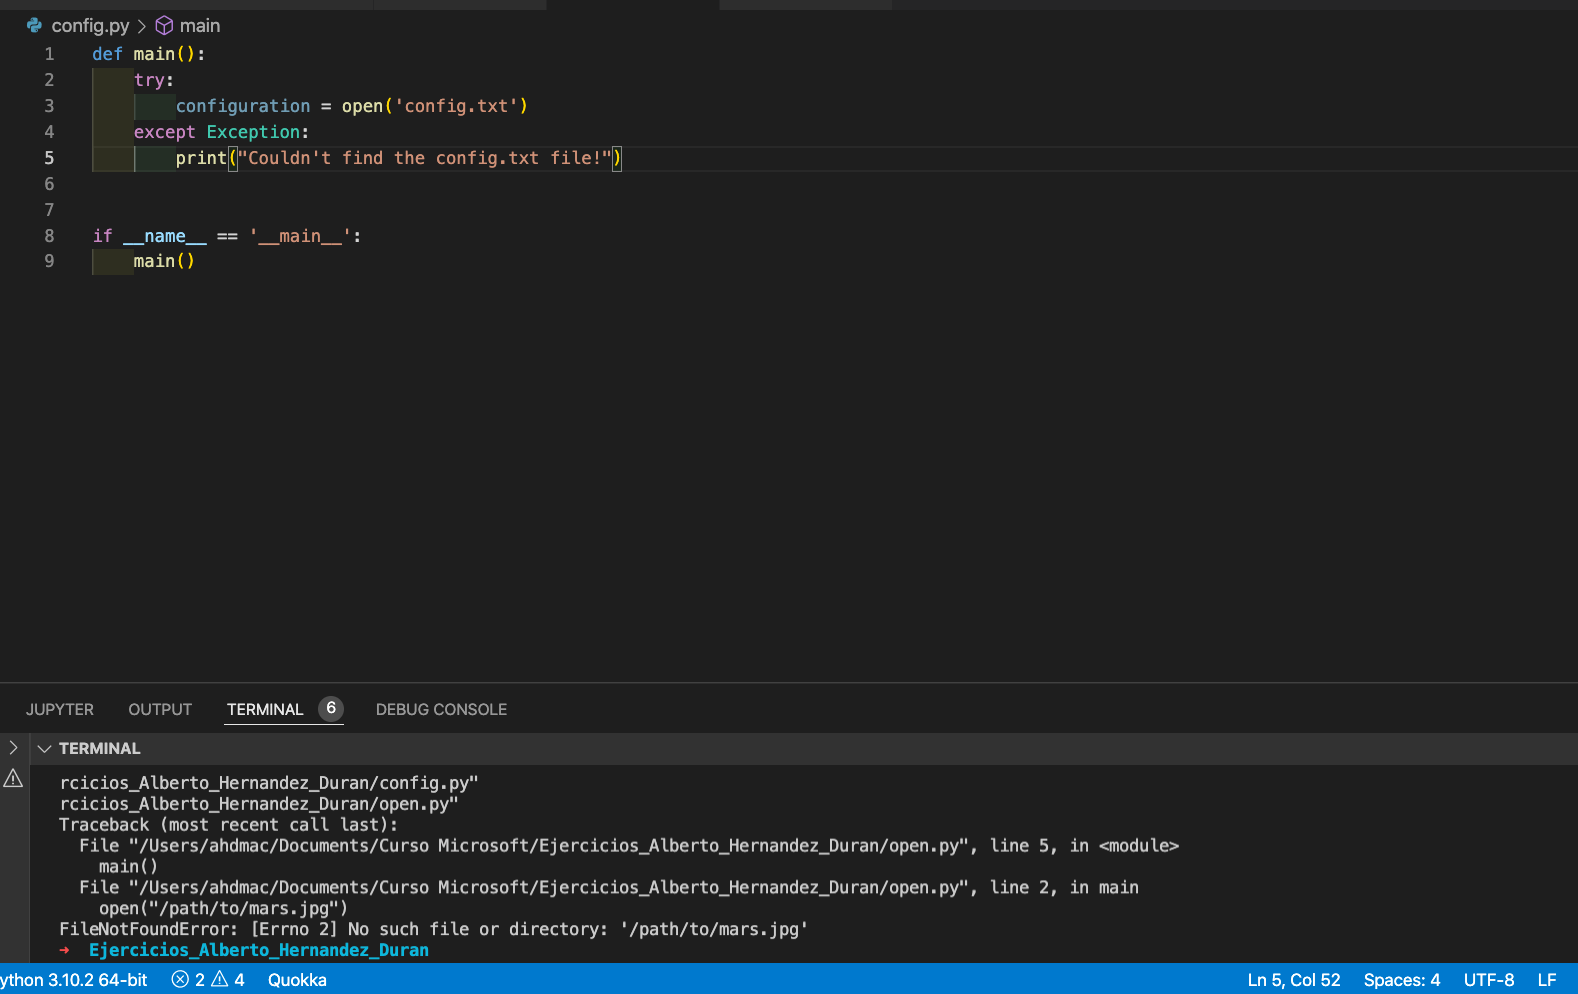 config.py > main
1 def main():
2     try:
3         configuration = open('config.txt')
4     except Exception:
5         print("Couldn't find the config.txt file!")
6
7
8 if __name__ == '__main__':
9     main()
JUPYTER OUTPUT TERMINAL 6 DEBUG CONSOLE
TERMINAL
rcicios_Alberto_Hernandez_Duran/config.py"
rcicios_Alberto_Hernandez_Duran/open.py"
Traceback (most recent call last):
  File "/Users/ahdmac/Documents/Curso Microsoft/Ejercicios_Alberto_Hernandez_Duran/open.py", line 5, in <module>
    main()
  File "/Users/ahdmac/Documents/Curso Microsoft/Ejercicios_Alberto_Hernandez_Duran/open.py", line 2, in main
    open("/path/to/mars.jpg")
FileNotFoundError: [Errno 2] No such file or directory: '/path/to/mars.jpg'
→ Ejercicios_Alberto_Hernandez_Duran
ython 3.10.2 64-bit 2 4 Quokka Ln 5, Col 52 Spaces: 4 UTF-8 LF